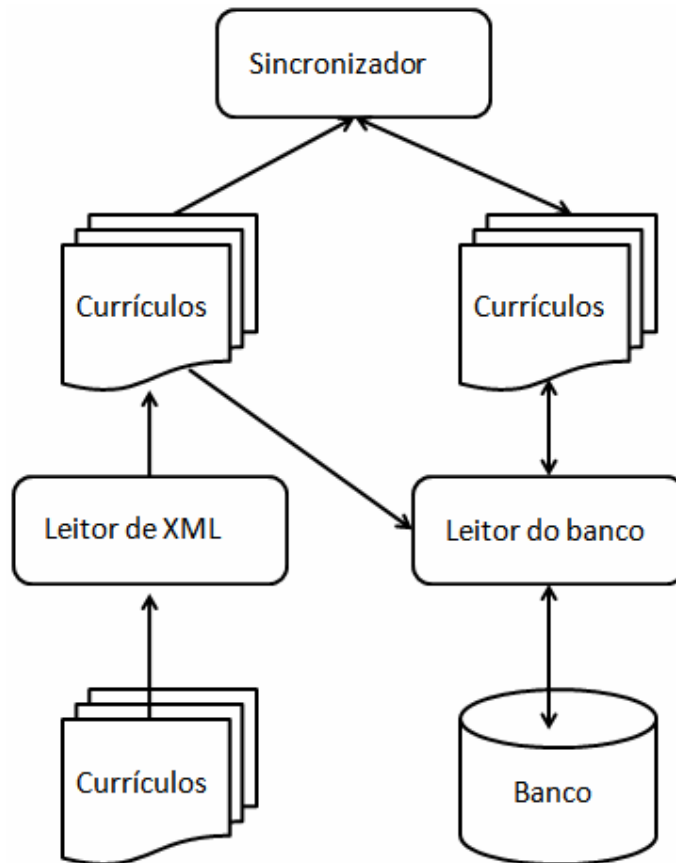 Sincronizador
Currículos
Currículos
Leitor de XML
Leitor do banco
Currículos
Banco